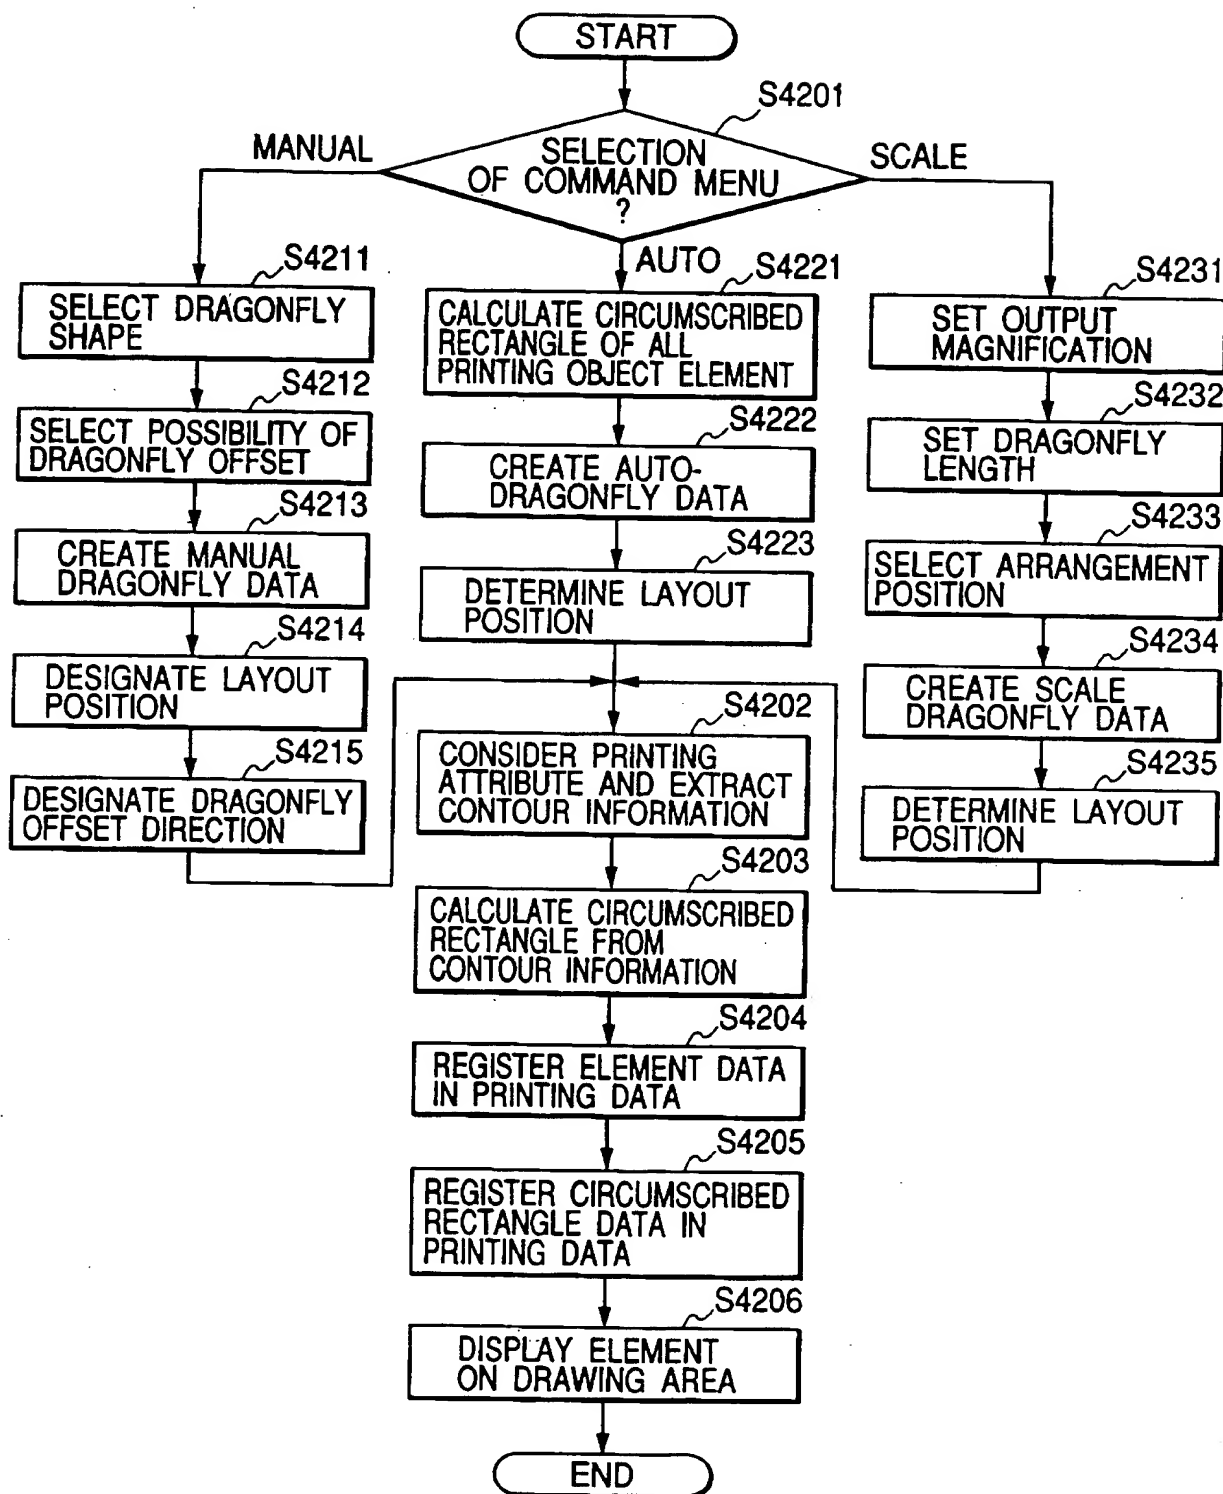 START
S4201
SELECTION
OF COMMAND MENU
?
MANUAL
SCALE
AUTO
S4211
SELECT DRAGONFLY
SHAPE
S4212
SELECT POSSIBILITY OF
DRAGONFLY OFFSET
S4213
CREATE MANUAL
DRAGONFLY DATA
S4214
DESIGNATE LAYOUT
POSITION
S4215
DESIGNATE DRAGONFLY
OFFSET DIRECTION
S4221
CALCULATE CIRCUMSCRIBED
RECTANGLE OF ALL
PRINTING OBJECT ELEMENT
S4222
CREATE AUTO-
DRAGONFLY DATA
S4223
DETERMINE LAYOUT
POSITION
S4231
SET OUTPUT
MAGNIFICATION
S4232
SET DRAGONFLY
LENGTH
S4233
SELECT ARRANGEMENT
POSITION
S4234
CREATE SCALE
DRAGONFLY DATA
S4235
DETERMINE LAYOUT
POSITION
S4202
CONSIDER PRINTING
ATTRIBUTE AND EXTRACT
CONTOUR INFORMATION
S4203
CALCULATE CIRCUMSCRIBED
RECTANGLE FROM
CONTOUR INFORMATION
S4204
REGISTER ELEMENT DATA
IN PRINTING DATA
S4205
REGISTER CIRCUMSCRIBED
RECTANGLE DATA IN
PRINTING DATA
S4206
DISPLAY ELEMENT
ON DRAWING AREA
END